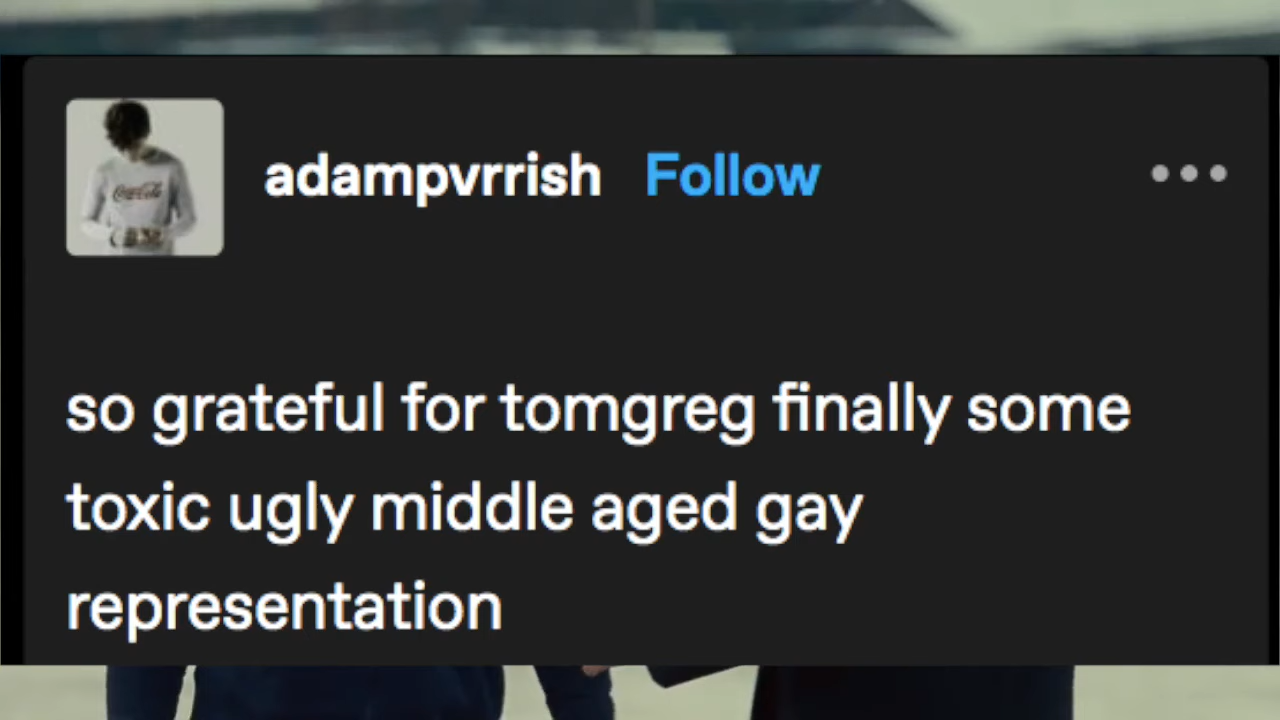 adampvrrish Follow
so grateful for tomgreg finally some
toxic ugly middle aged gay
representation